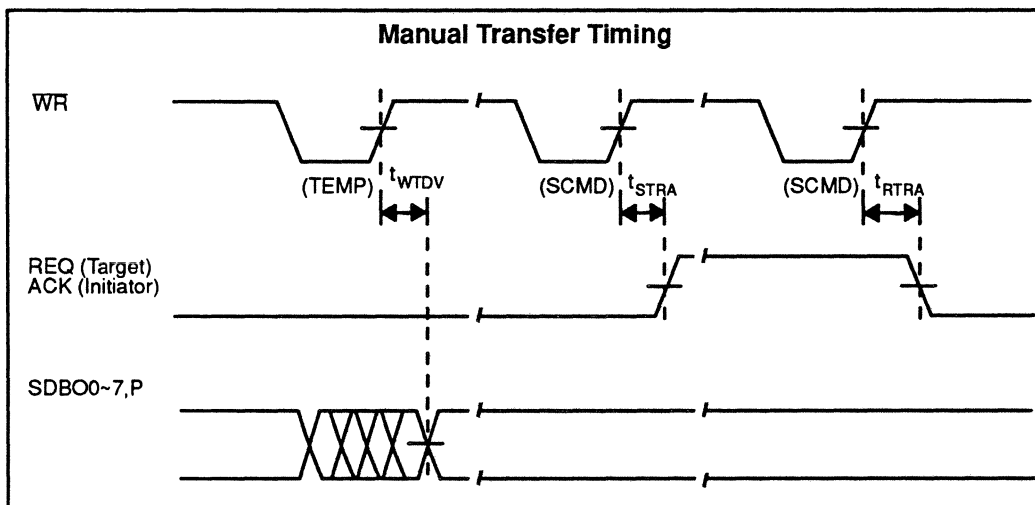 Manual Transfer Timing
WR
(TEMP) tWTDV (SCMD) tSTRA (SCMD) tRTRA
REQ (Target)
ACK (Initiator)
SDBO0~7,P